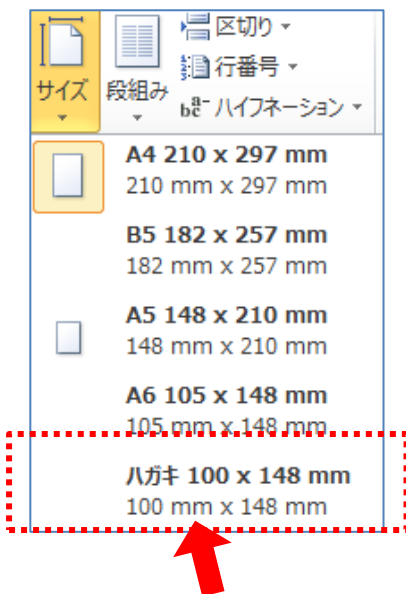 サイズ
段組み
区切り
行番号
bc a- ハイフネーション
A4 210 x 297 mm
210 mm x 297 mm
B5 182 x 257 mm
182 mm x 257 mm
A5 148 x 210 mm
148 mm x 210 mm
A6 105 x 148 mm
105 mm x 148 mm
ハガキ 100 x 148 mm
100 mm x 148 mm